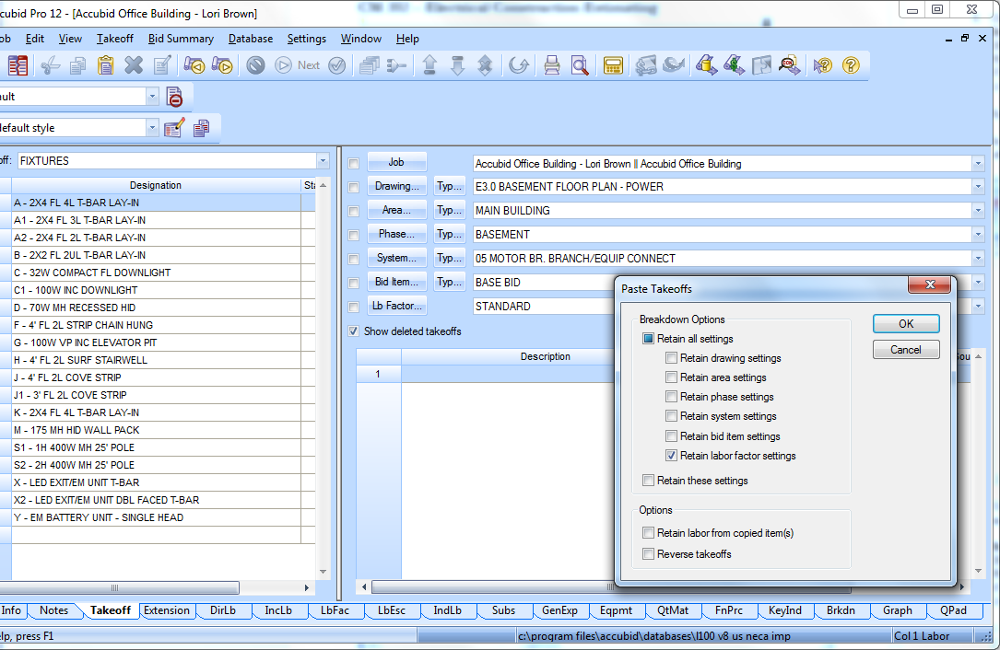 ccubid Pro 12 - [Accubid Office Building - Lori Brown]
CM 102 - Electrical Construction Estimating
ob Edit View Takeoff Bid Summary Database Settings Window Help
Next
ault
default style
off: FIXTURES
Designation Sta
A - 2X4 FL 4L T-BAR LAY-IN
A1 - 2X4 FL 3L T-BAR LAY-IN
A2 - 2X4 FL 2L T-BAR LAY-IN
B - 2X2 FL 2UL T-BAR LAY-IN
C - 32W COMPACT FL DOWNLIGHT
C1 - 100W INC DOWNLIGHT
D - 70W MH RECESSED HID
F - 4' FL 2L STRIP CHAIN HUNG
G - 100W VP INC ELEVATOR PIT
H - 4' FL 2L SURF STAIRWELL
J - 4' FL 2L COVE STRIP
J1 - 3' FL 2L COVE STRIP
K - 2X4 FL 4L T-BAR LAY-IN
M - 175 MH HID WALL PACK
S1 - 1H 400W MH 25' POLE
S2 - 2H 400W MH 25' POLE
X - LED EXIT/EM UNIT T-BAR
X2 - LED EXIT/EM UNIT DBL FACED T-BAR
Y - EM BATTERY UNIT - SINGLE HEAD
Job Accubid Office Building - Lori Brown Accubid Office Building
Drawing... Typ... E3.0 BASEMENT FLOOR PLAN - POWER
Area... Typ... MAIN BUILDING
Phase... Typ... BASEMENT
System... Typ... 05 MOTOR BR. BRANCH/EQUIP CONNECT
Bid Item... Typ... BASE BID
Lb Factor... STANDARD
Show deleted takeoffs
Description Sou
1
Paste Takeoffs
Breakdown Options
Retain all settings
Retain drawing settings
Retain area settings
Retain phase settings
Retain system settings
Retain bid item settings
Retain labor factor settings
Retain these settings
Options
Retain labor from copied item(s)
Reverse takeoffs
OK
Cancel
Info Notes Takeoff Extension DirLb IncLb LbFac LbEsc IndLb Subs GenExp Eqpmt QtMat FnPrc KeyInd Brkdn Graph QPad
elp, press F1 c:\program files\accubid\databases\l100 v8 us neca imp Col 1 Labor